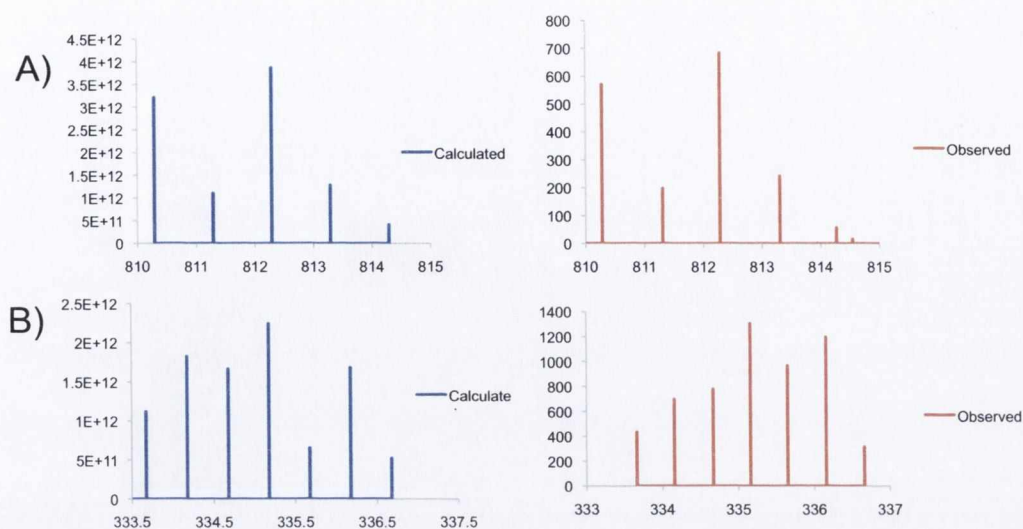 A)
4.5E+12
4E+12
3.5E+12
3E+12
2.5E+12
2E+12
1.5E+12
1E+12
5E+11
0
810 811 812 813 814 815
Calculated
800
700
600
500
400
300
200
100
0
810 811 812 813 814 815
Observed
B)
2.5E+12
2E+12
1.5E+12
1E+12
5E+11
0
333.5 334.5 335.5 336.5 337.5
Calculate
1400
1200
1000
800
600
400
200
0
333 334 335 336 337
Observed